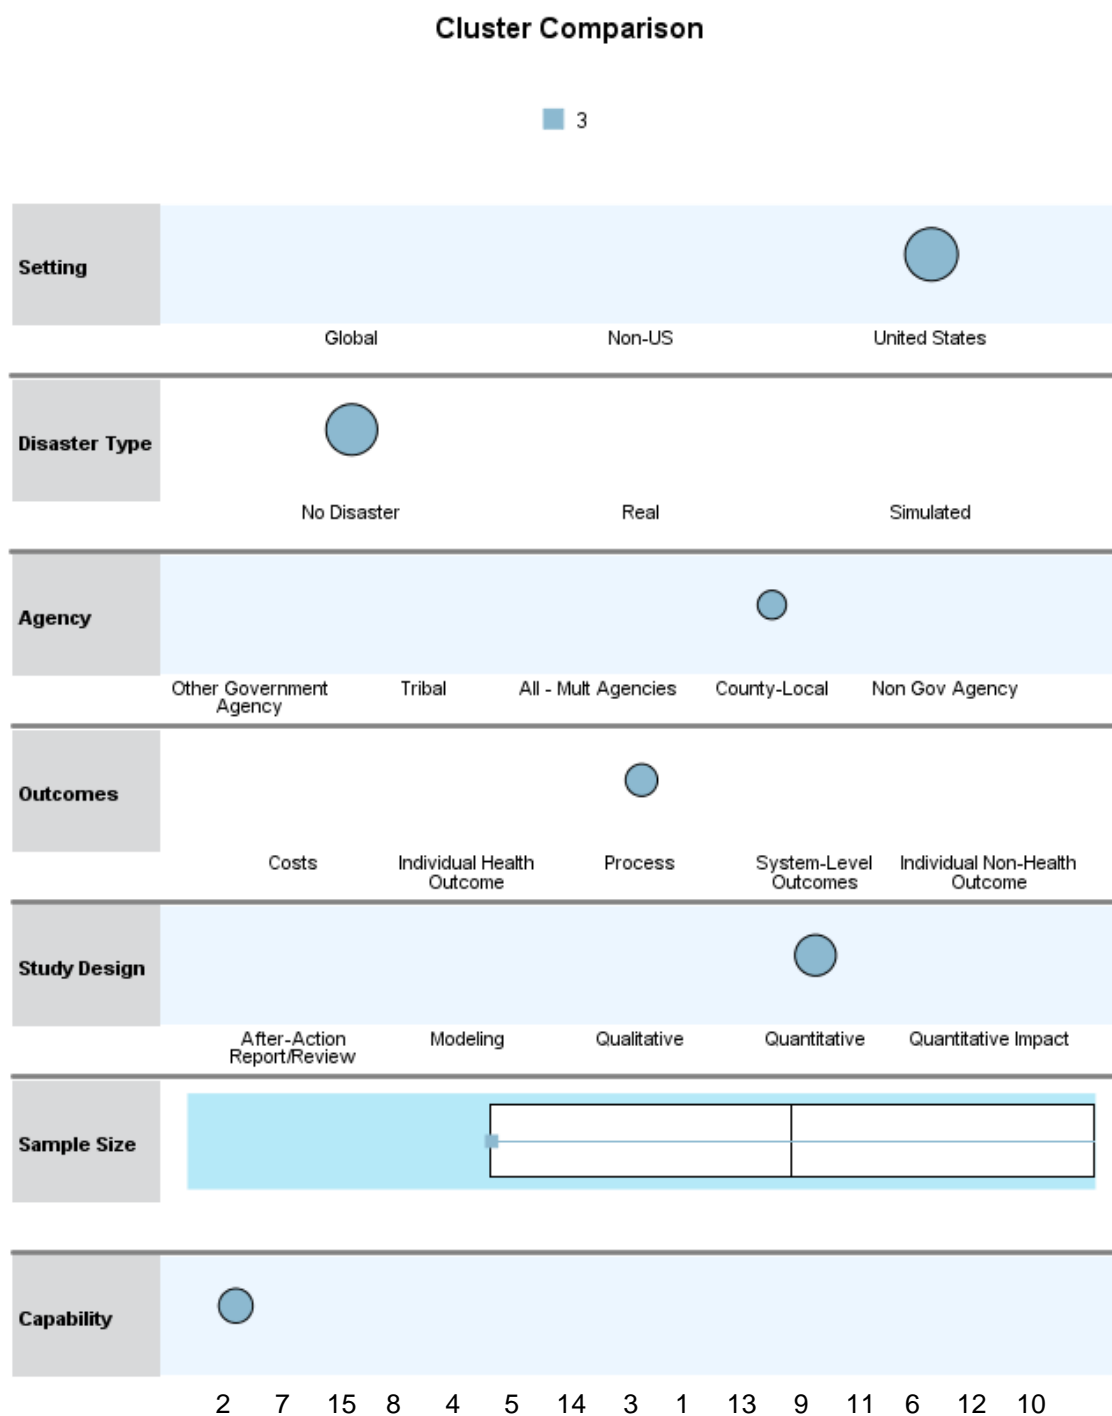 Cluster Comparison
3
Setting
Global Non-US United States
Disaster Type
No Disaster Real Simulated
Agency
Other Government Tribal All - Mult Agencies County-Local Non Gov Agency
Agency
Outcomes
Costs Individual Health Process System-Level Individual Non-Health
Outcome Outcomes Outcome
Study Design
After-Action Modeling Qualitative Quantitative Quantitative Impact
Report/Review
Sample Size
Capability
2 7 15 8 4 5 14 3 1 13 9 11 6 12 10